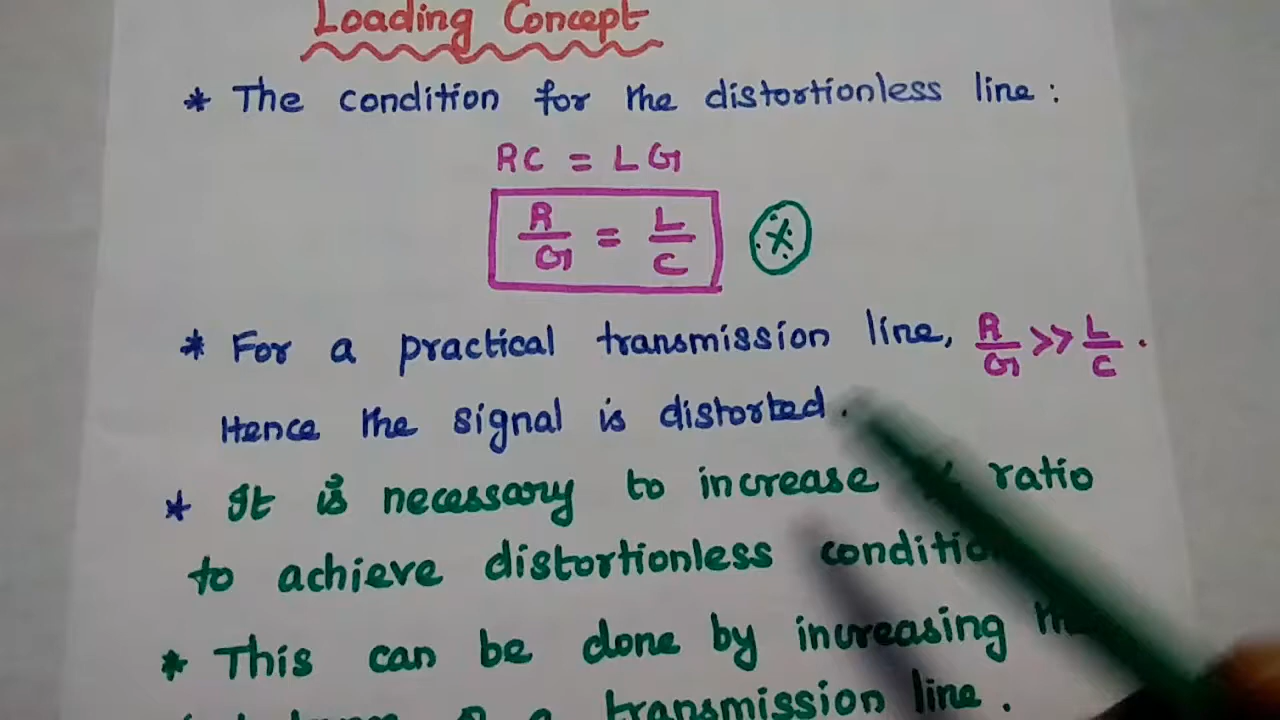 Loading Concept
* The condition for the distortionless line:
RC = LG
R/G = L/C
* For a practical transmission line, R/G >> L/C.
Hence the signal is distorted.
* It is necessary to increase ratio
to achieve distortionless
* This can be done by increasing
transmission line.